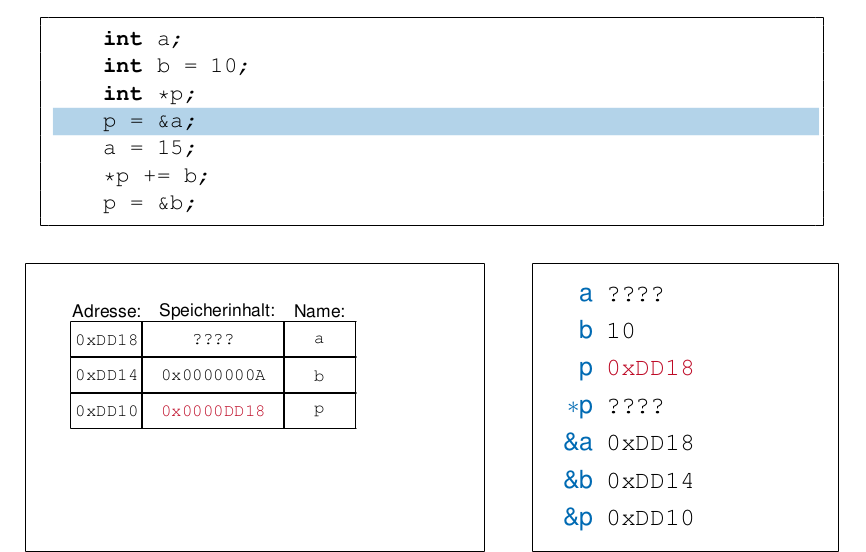 int a;
int b = 10;
int *p;
p = &a;
a = 15;
*p += b;
p = &b;
Adresse: Speicherinhalt: Name:
0xDD18 ???? a
0xDD14 0x0000000A b
0xDD10 0x0000DD18 p
a ????
b 10
p 0xDD18
*p ????
&a 0xDD18
&b 0xDD14
&p 0xDD10